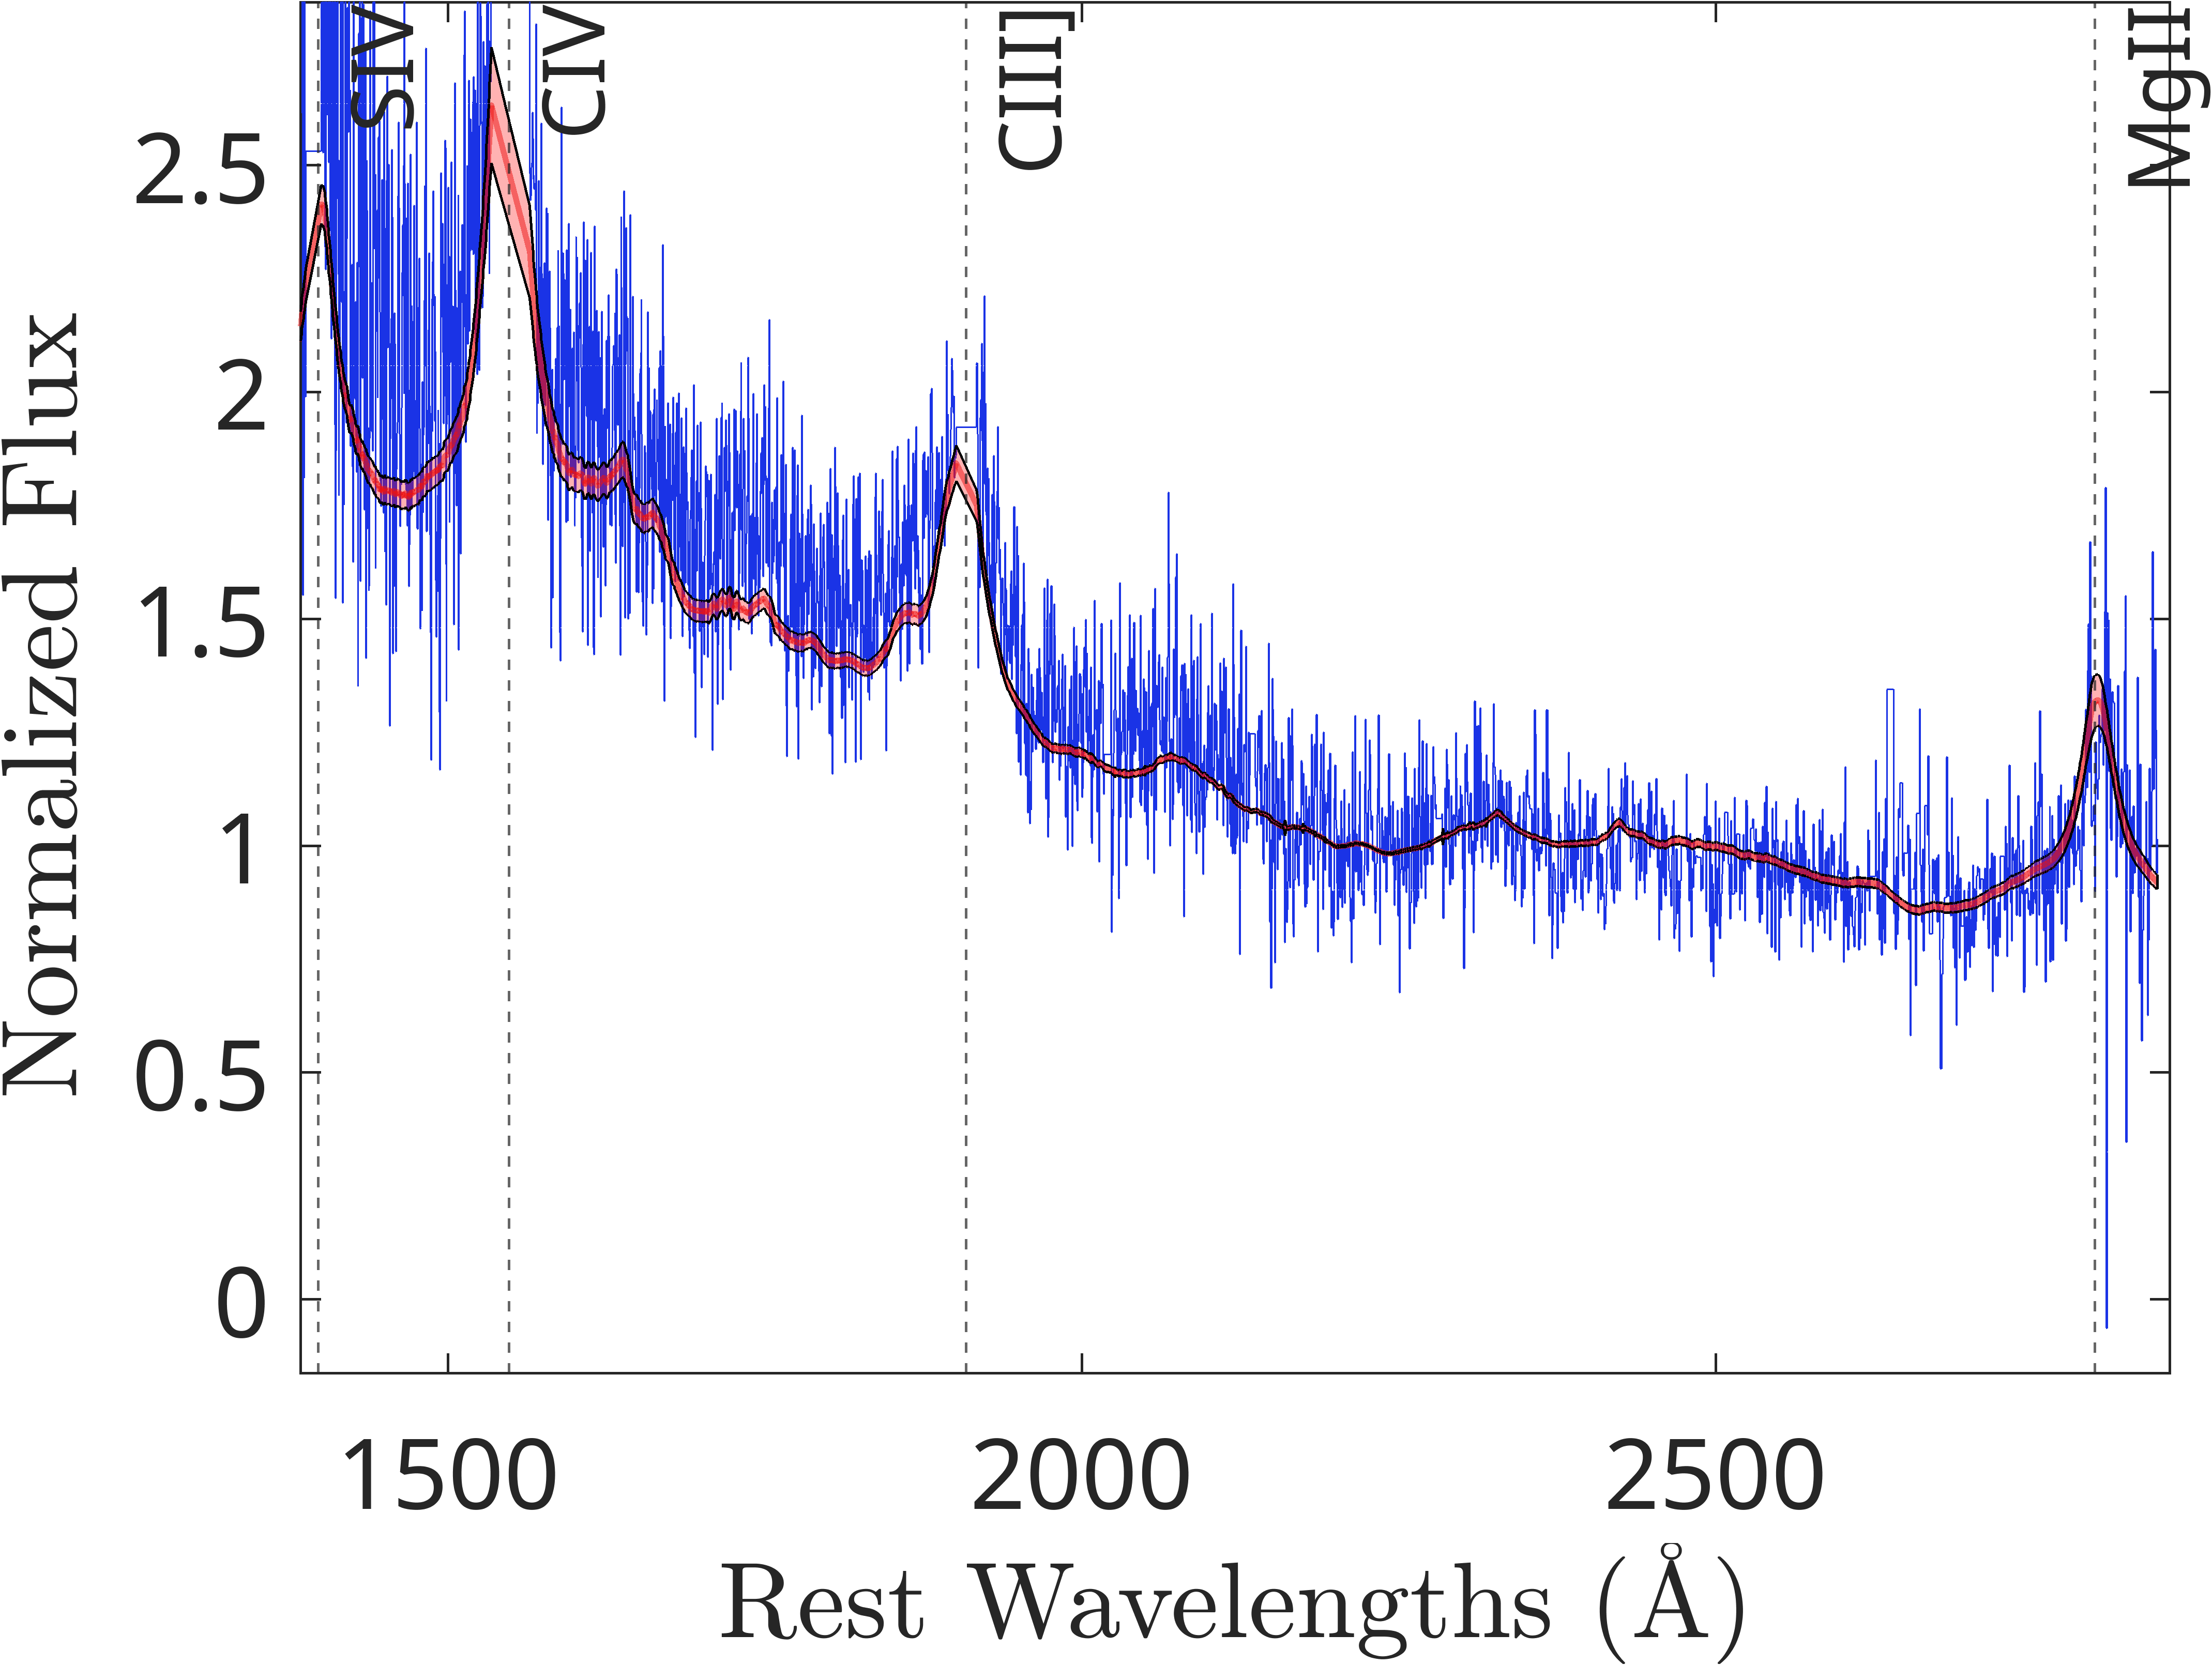 SIV
CIV
CIII]
MgII
2.5
2
1.5
1
0.5
0
Normalized Flux
1500
2000
2500
Rest Wavelengths (Å)